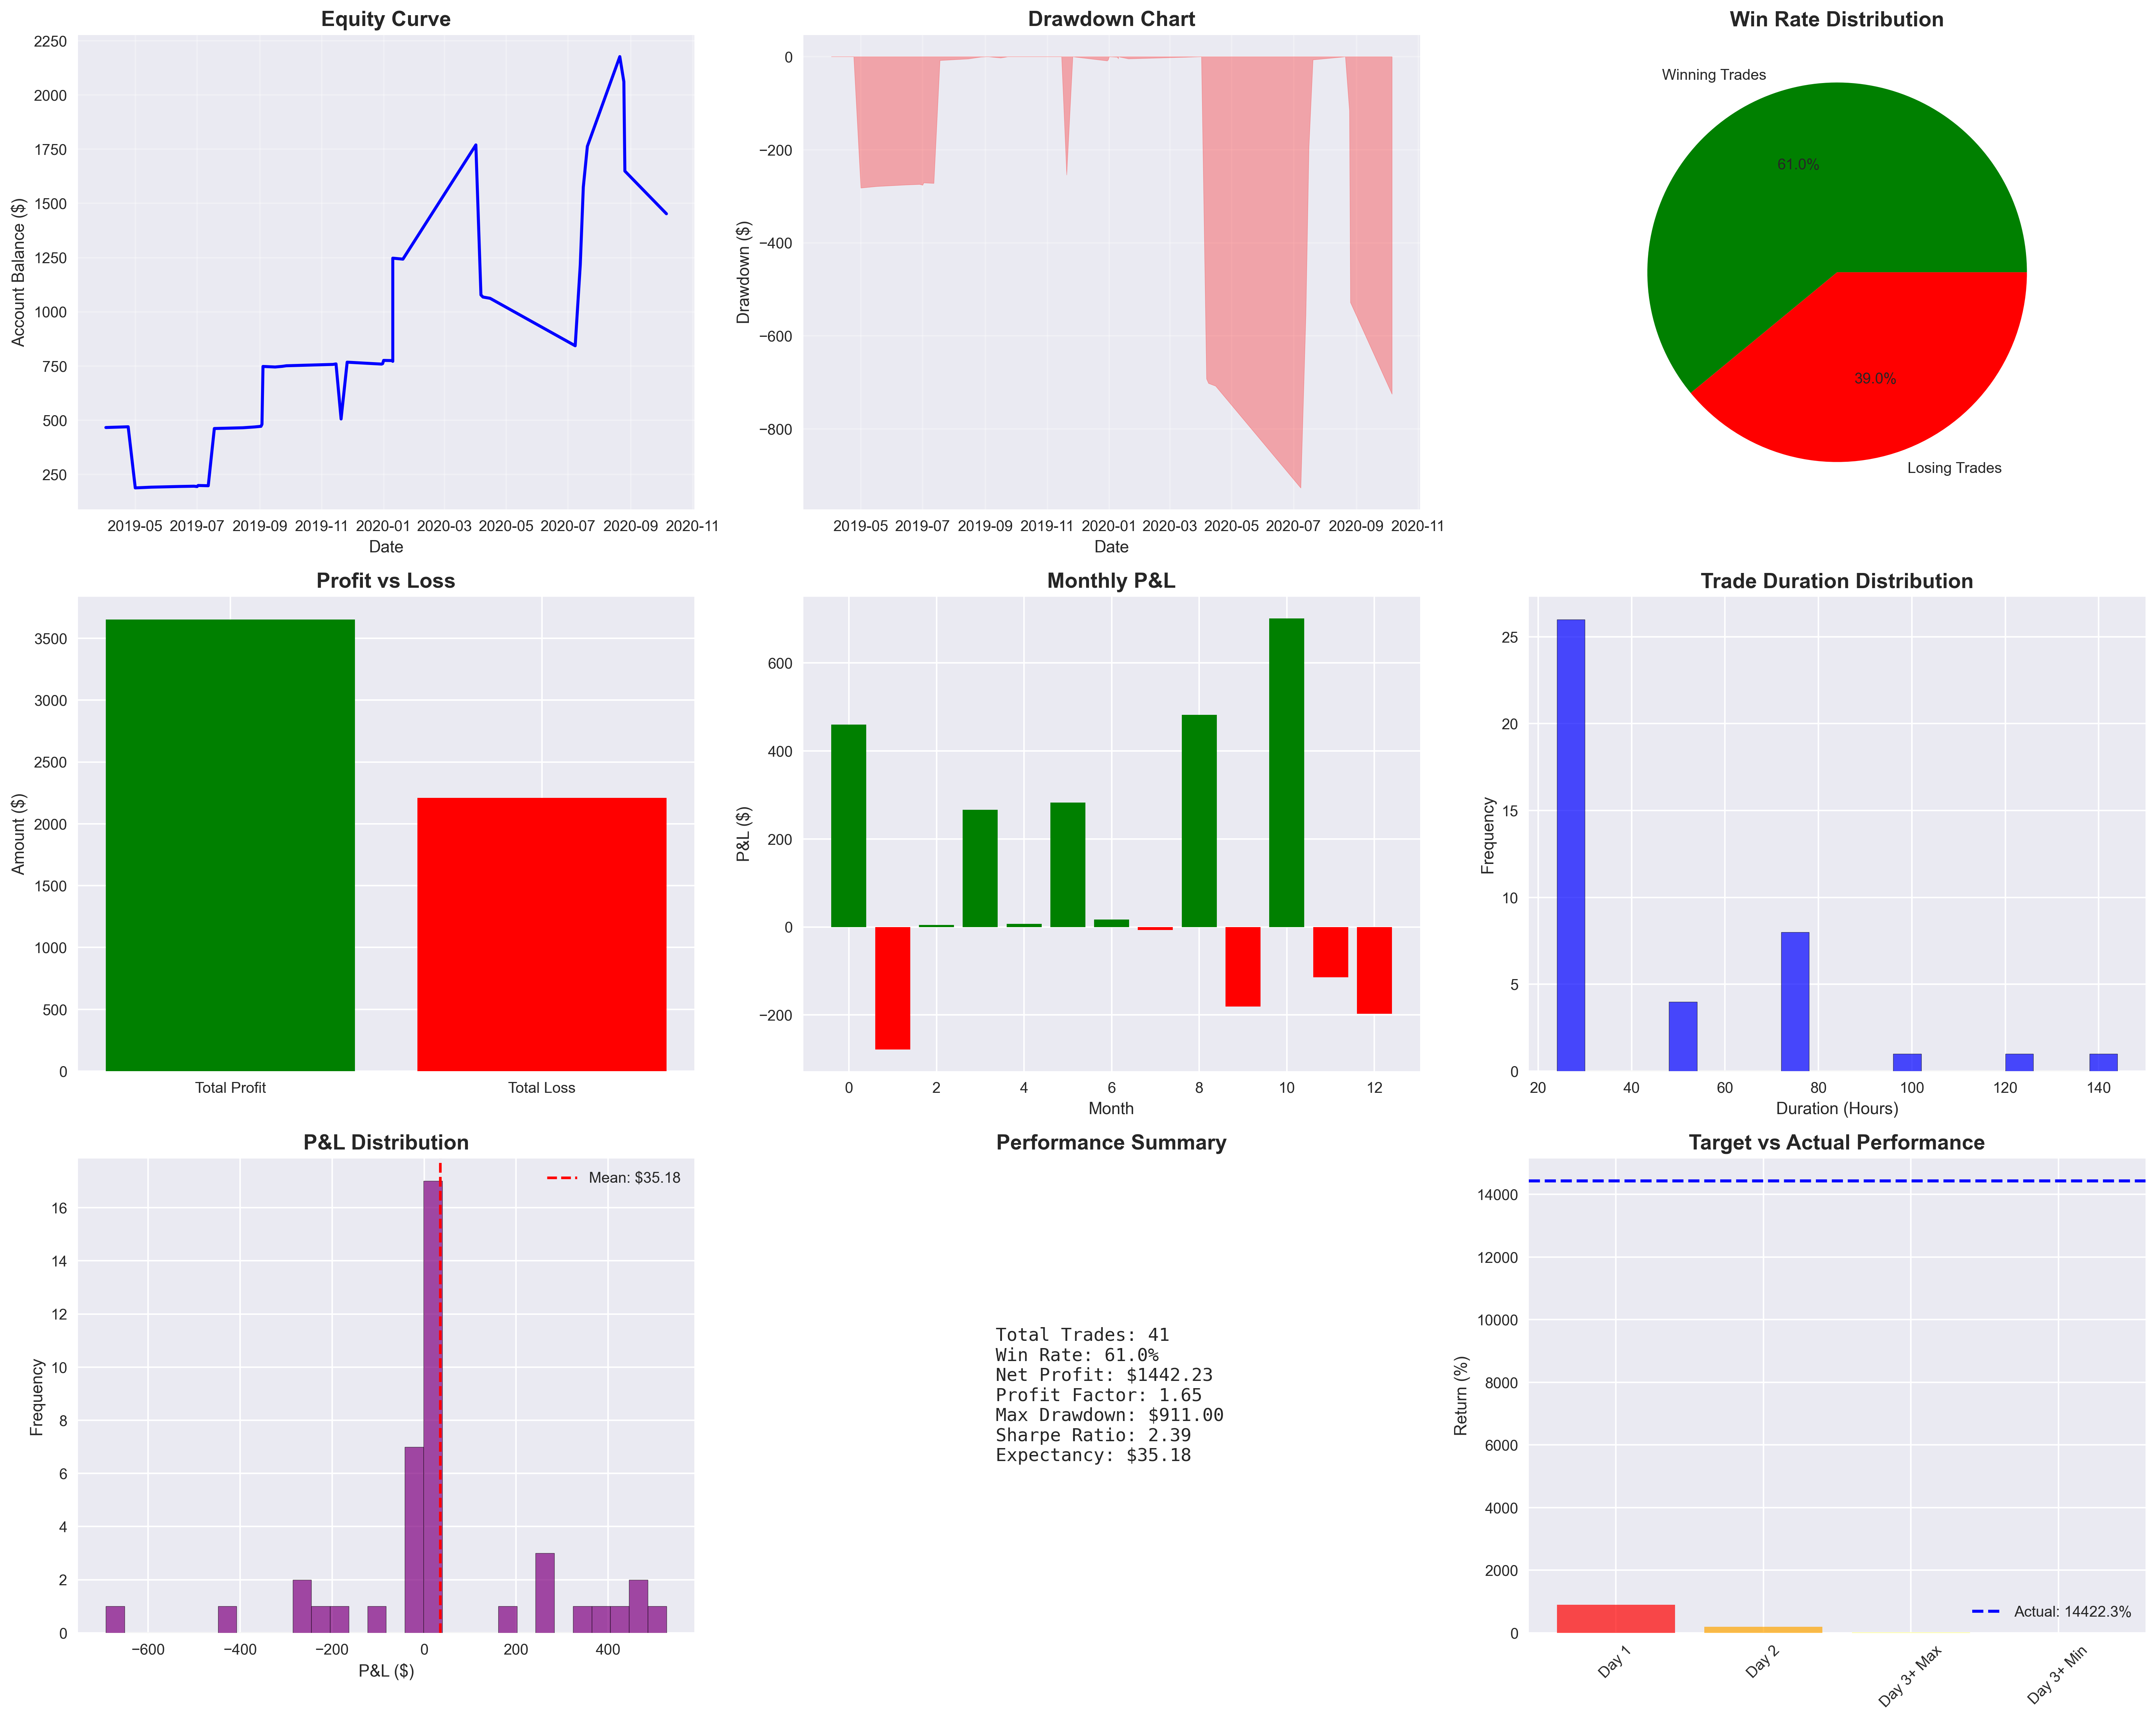 Equity Curve
2250
2000
1750
1500
1250
1000
750
500
250
Account Balance ($)
2019-05 2019-07 2019-09 2019-11 2020-01 2020-03 2020-05 2020-07 2020-09 2020-11
Date
Drawdown Chart
0
−200
−400
−600
−800
Drawdown ($)
2019-05 2019-07 2019-09 2019-11 2020-01 2020-03 2020-05 2020-07 2020-09 2020-11
Date
Win Rate Distribution
Winning Trades
61.0%
39.0%
Losing Trades
Profit vs Loss
3500
3000
2500
2000
1500
1000
500
0
Amount ($)
Total Profit Total Loss
Monthly P&L
600
400
200
0
−200
P&L ($)
0 2 4 6 8 10 12
Month
Trade Duration Distribution
25
20
15
10
5
0
Frequency
20 40 60 80 100 120 140
Duration (Hours)
P&L Distribution
Mean: $35.18
16
14
12
10
8
6
4
2
0
Frequency
−600 −400 −200 0 200 400
P&L ($)
Performance Summary
Total Trades: 41
Win Rate: 61.0%
Net Profit: $1442.23
Profit Factor: 1.65
Max Drawdown: $911.00
Sharpe Ratio: 2.39
Expectancy: $35.18
Target vs Actual Performance
14000
12000
10000
8000
6000
4000
2000
0
Return (%)
Actual: 14422.3%
Day 1
Day 2
Day 3+ Max
Day 3+ Min